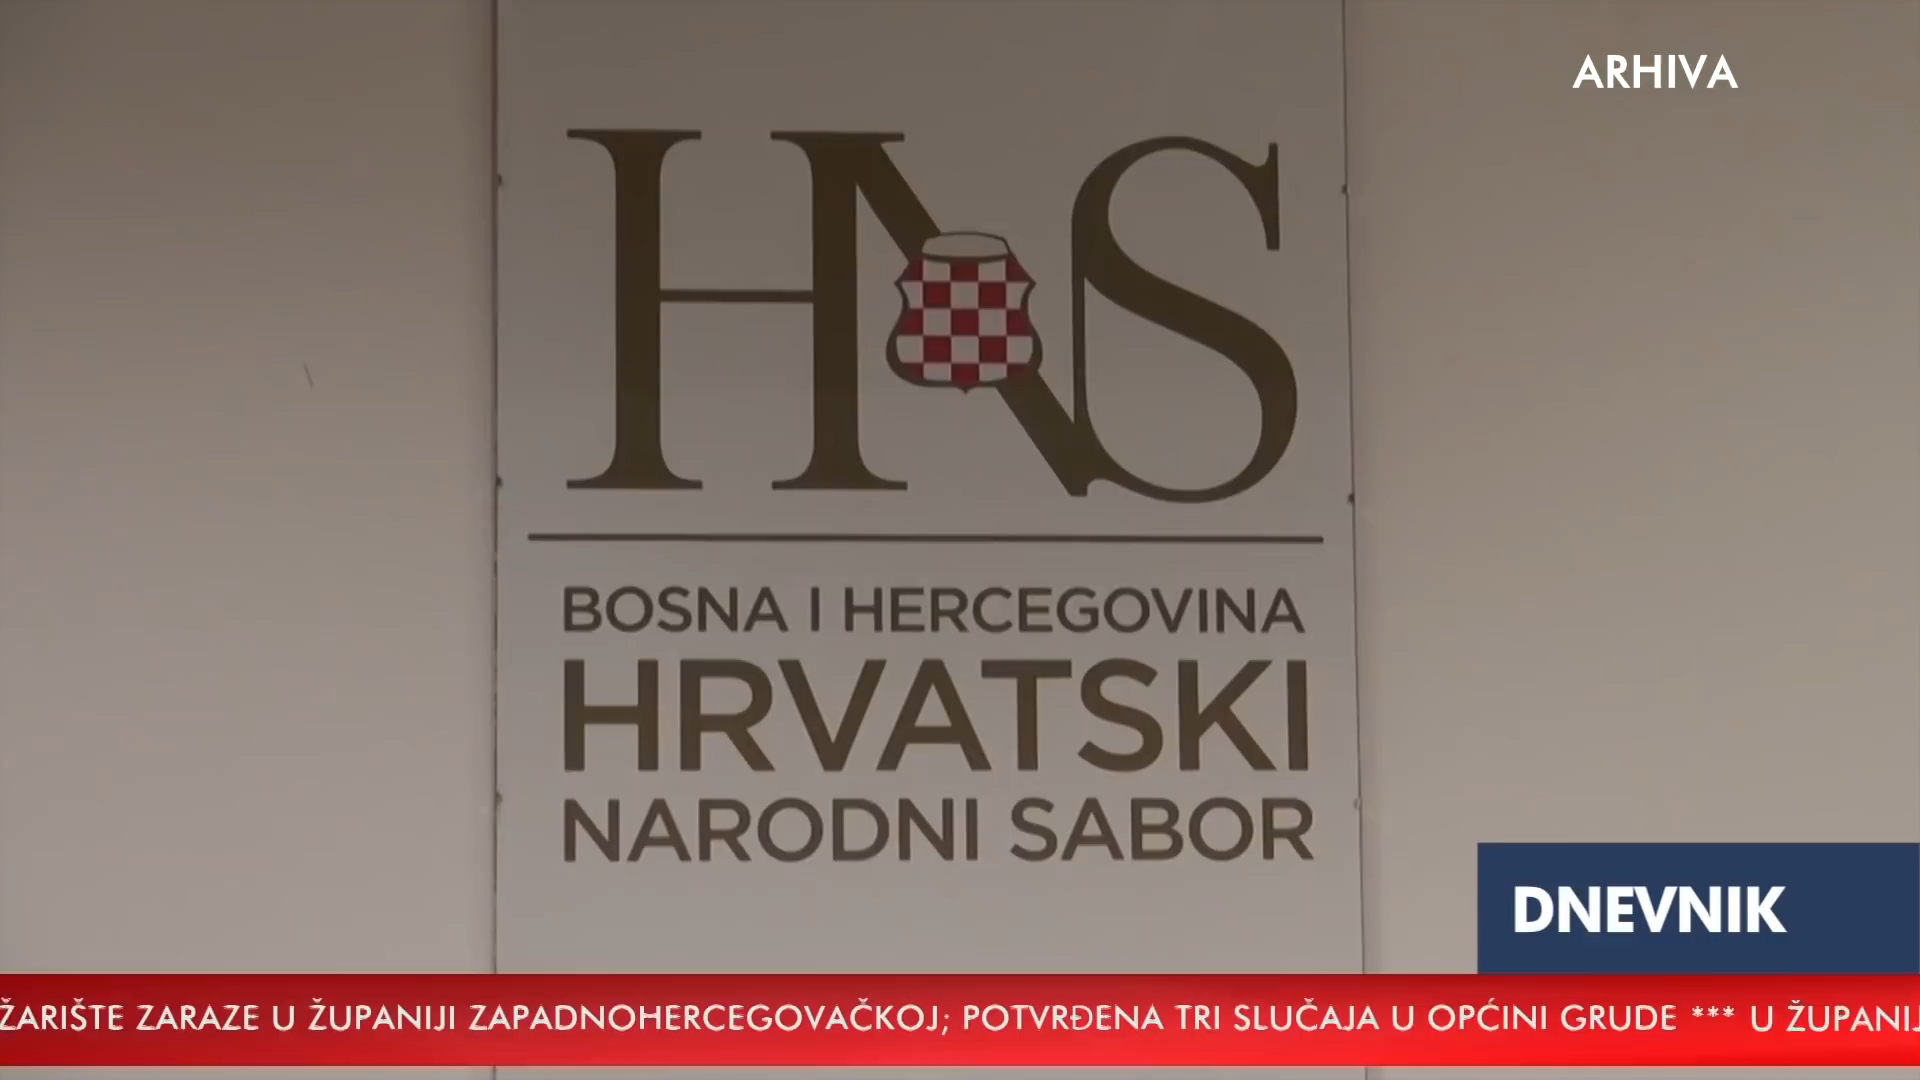 ARHIVA
HNS
BOSNA I HERCEGOVINA
HRVATSKI
NARODNI SABOR
DNEVNIK
ŽARIŠTE ZARAZE U ŽUPANIJI ZAPADNOHERCEGOVAČKOJ; POTVRĐENA TRI SLUČAJA U OPĆINI GRUDE *** U ŽUPANIJ